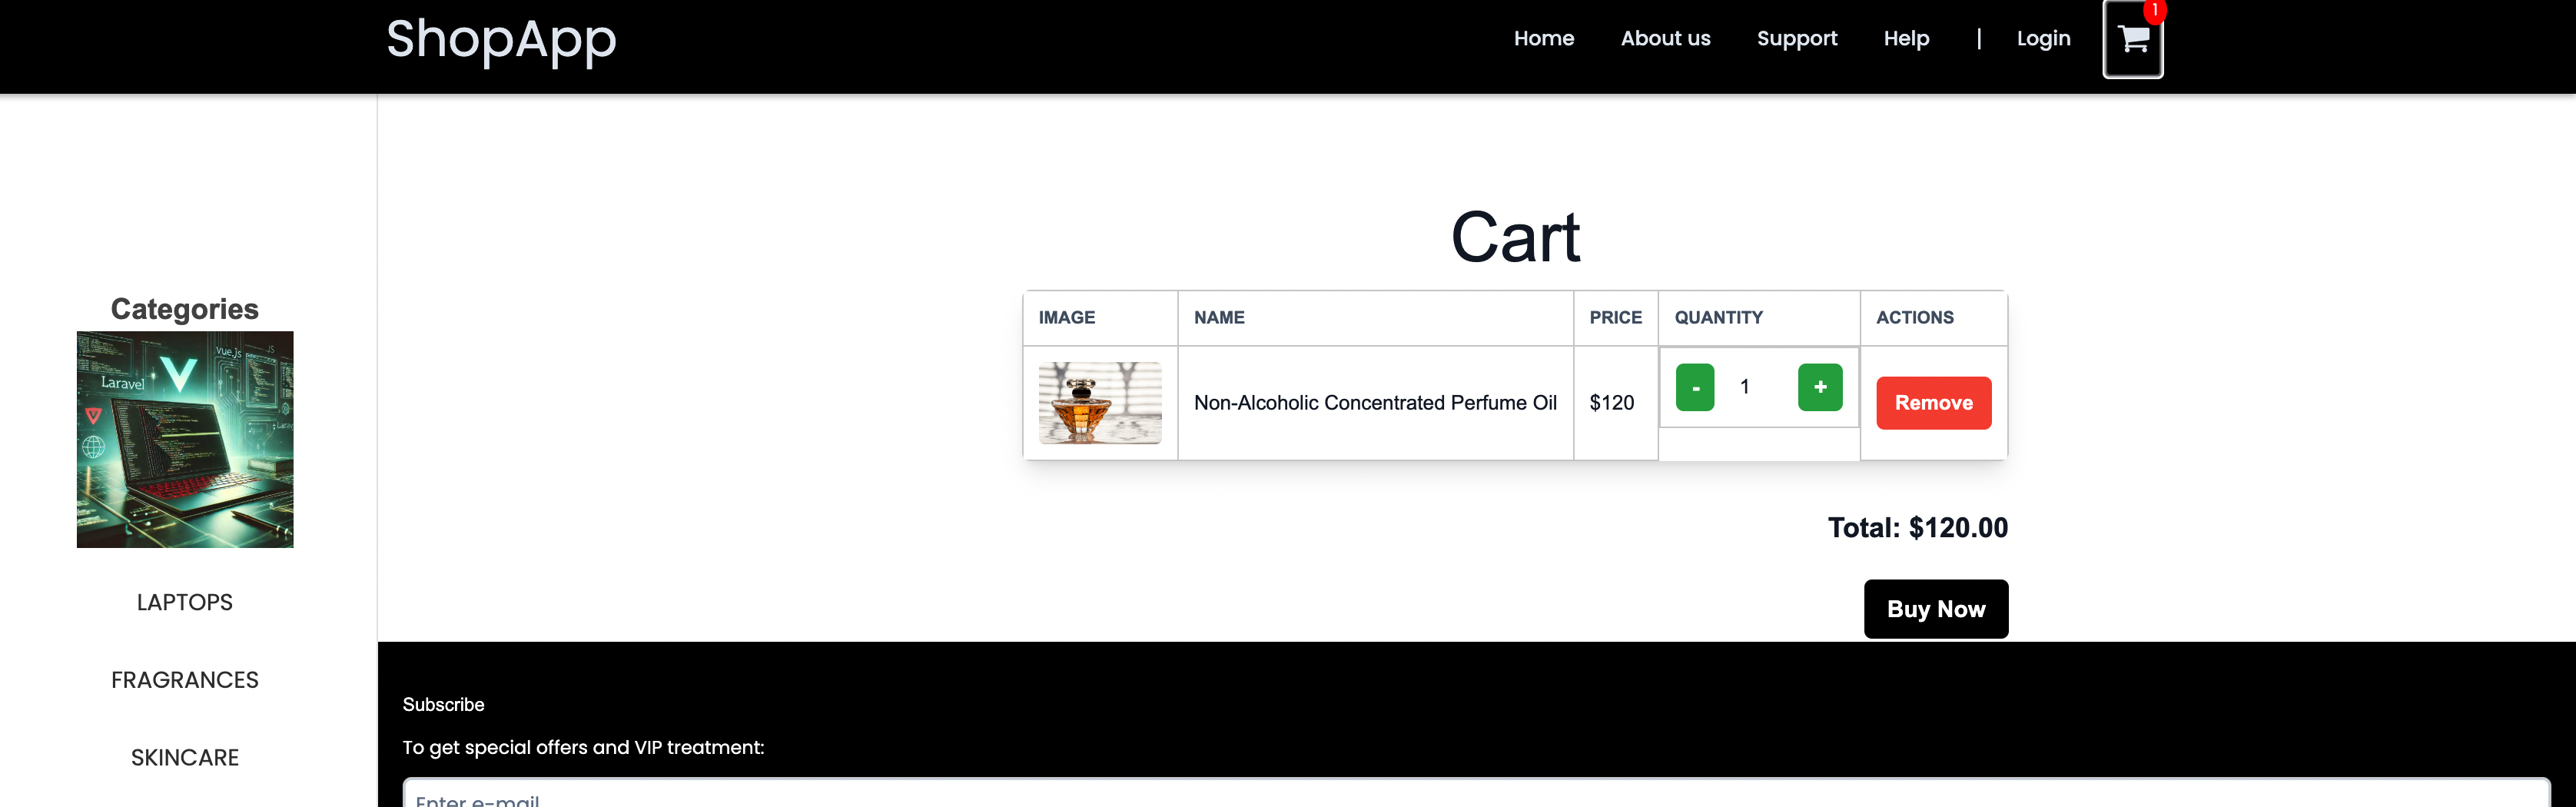 ShopApp
Home About us Support Help | Login
1
Cart
Categories
IMAGE NAME PRICE QUANTITY ACTIONS
Non-Alcoholic Concentrated Perfume Oil $120 - 1 + Remove
Laravel
Vue.js
JS
Total: $120.00
Buy Now
LAPTOPS
FRAGRANCES
SKINCARE
Subscribe
To get special offers and VIP treatment:
Enter e-mail